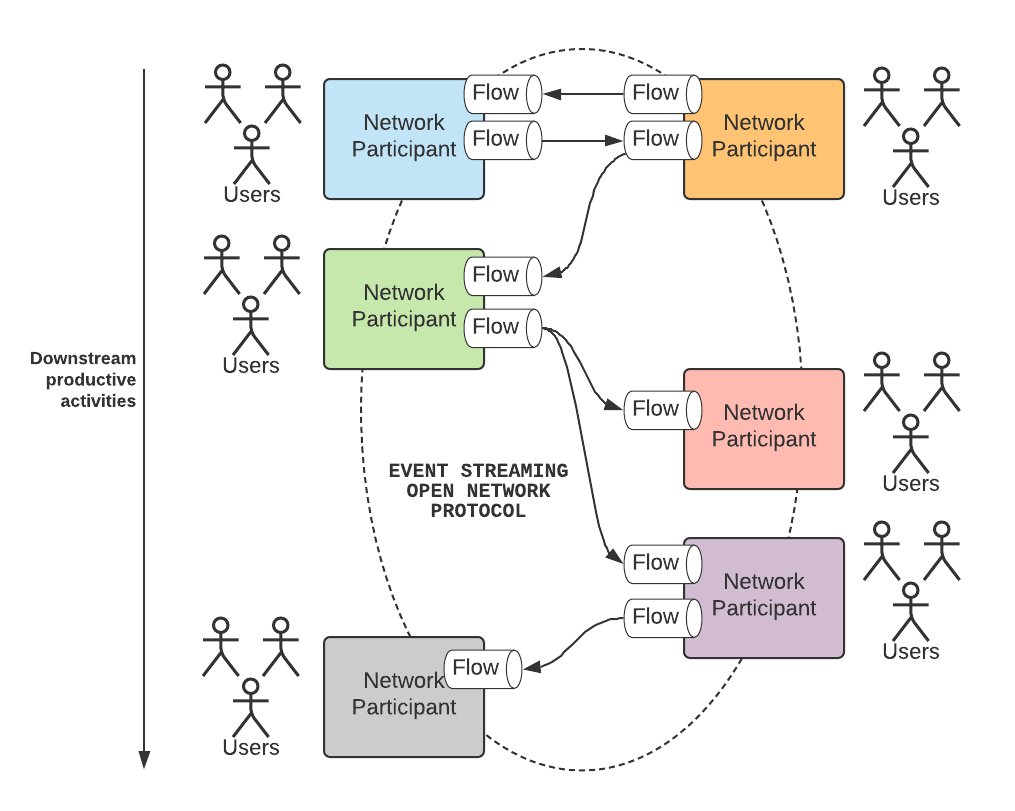 Flow
Flow
Network
Participant
Flow
Flow
Network
Participant
Users
Users
Network
Participant
Flow
Flow
Users
Downstream
productive
activities
Flow
Network
Participant
Users
EVENT STREAMING
OPEN NETWORK
PROTOCOL
Flow
Flow
Network
Participant
Users
Network
Participant
Flow
Users